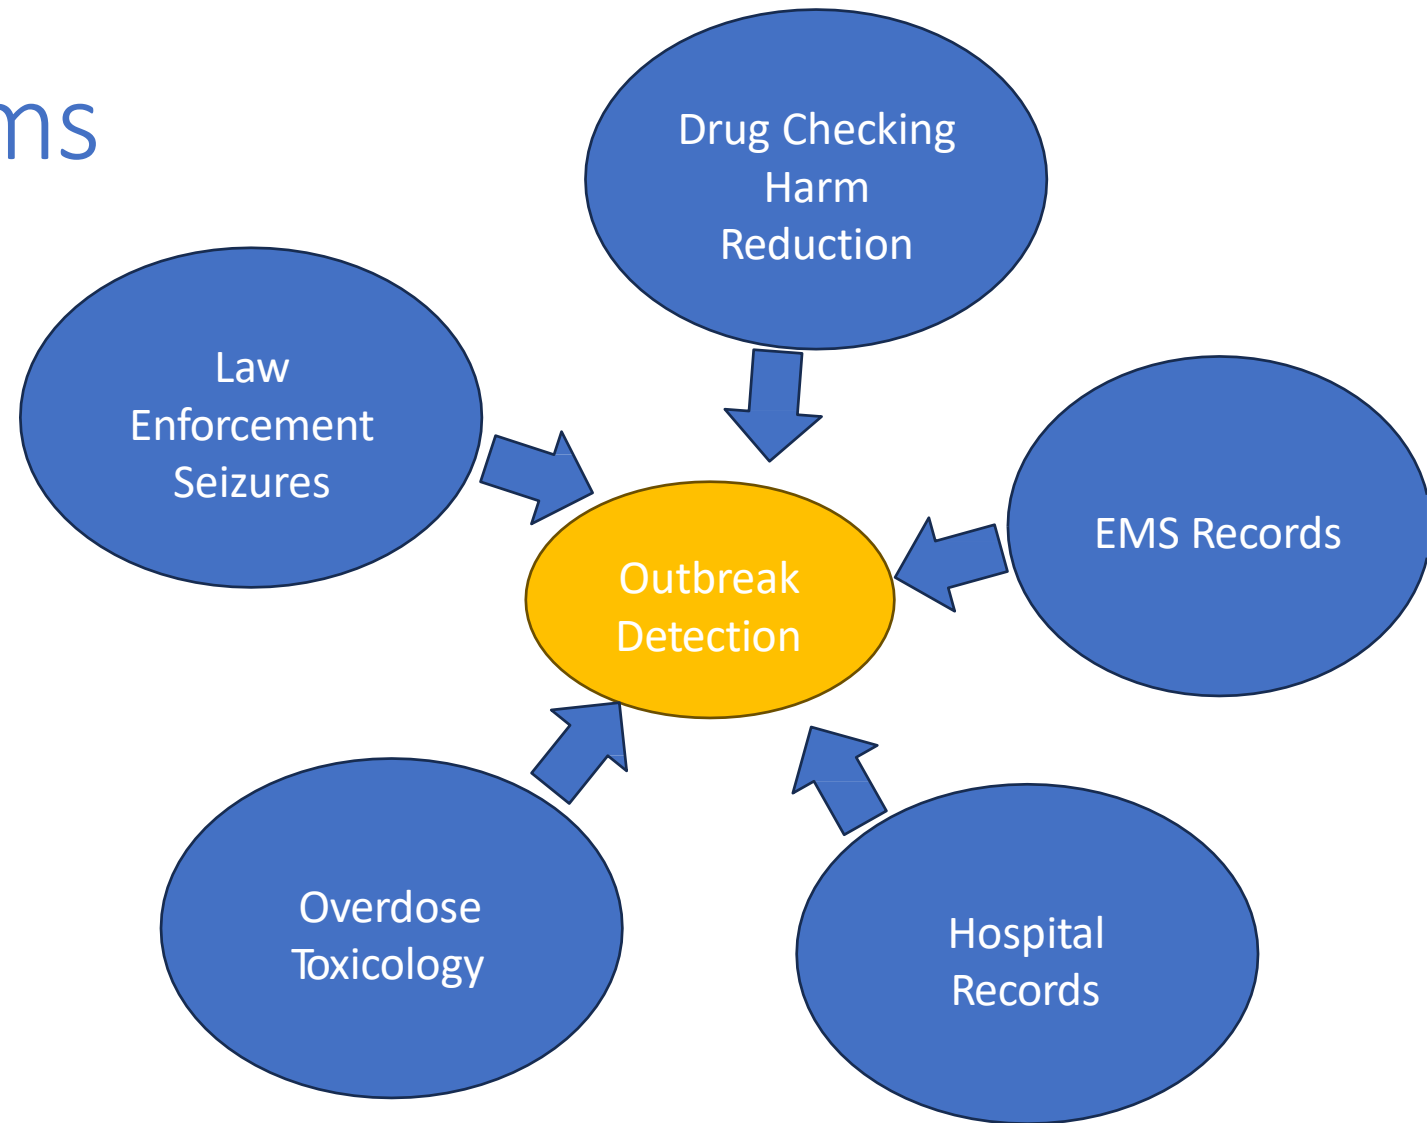 ms
Drug Checking
Harm
Reduction
Law
Enforcement
Seizures
EMS Records
Outbreak
Detection
Overdose
Toxicology
Hospital
Records